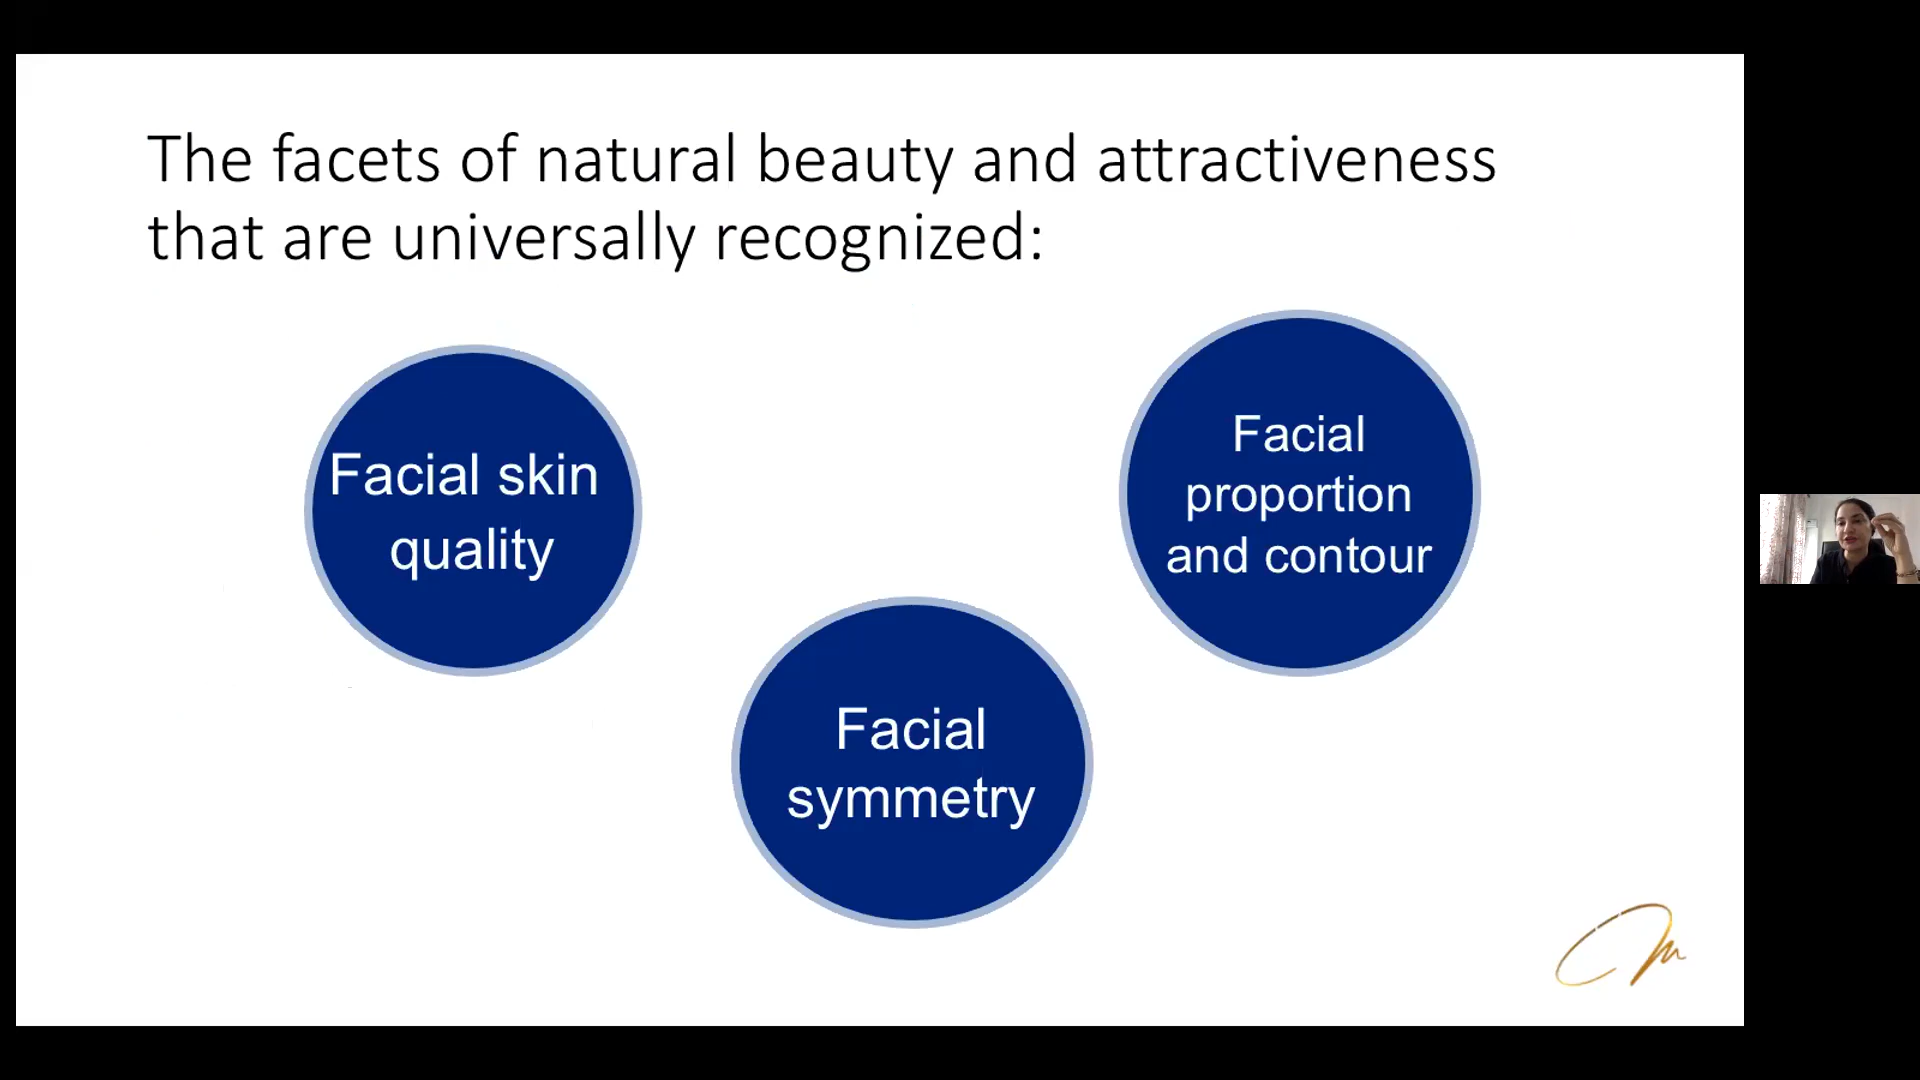 The facets of natural beauty and attractiveness
that are universally recognized:
Facial skin
quality
Facial
symmetry
Facial
proportion
and contour